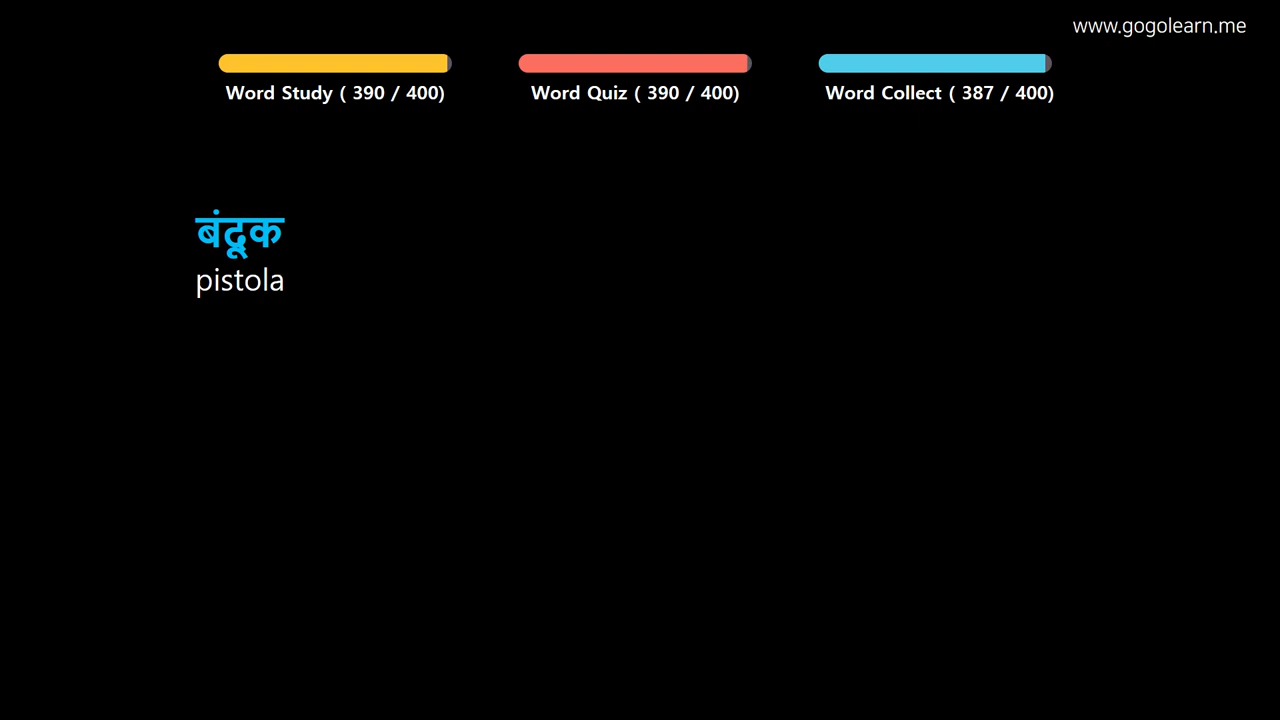 www.gogolearn.me
Word Study ( 390 / 400)
Word Quiz ( 390 / 400)
Word Collect ( 387 / 400)
बंदूक
pistola